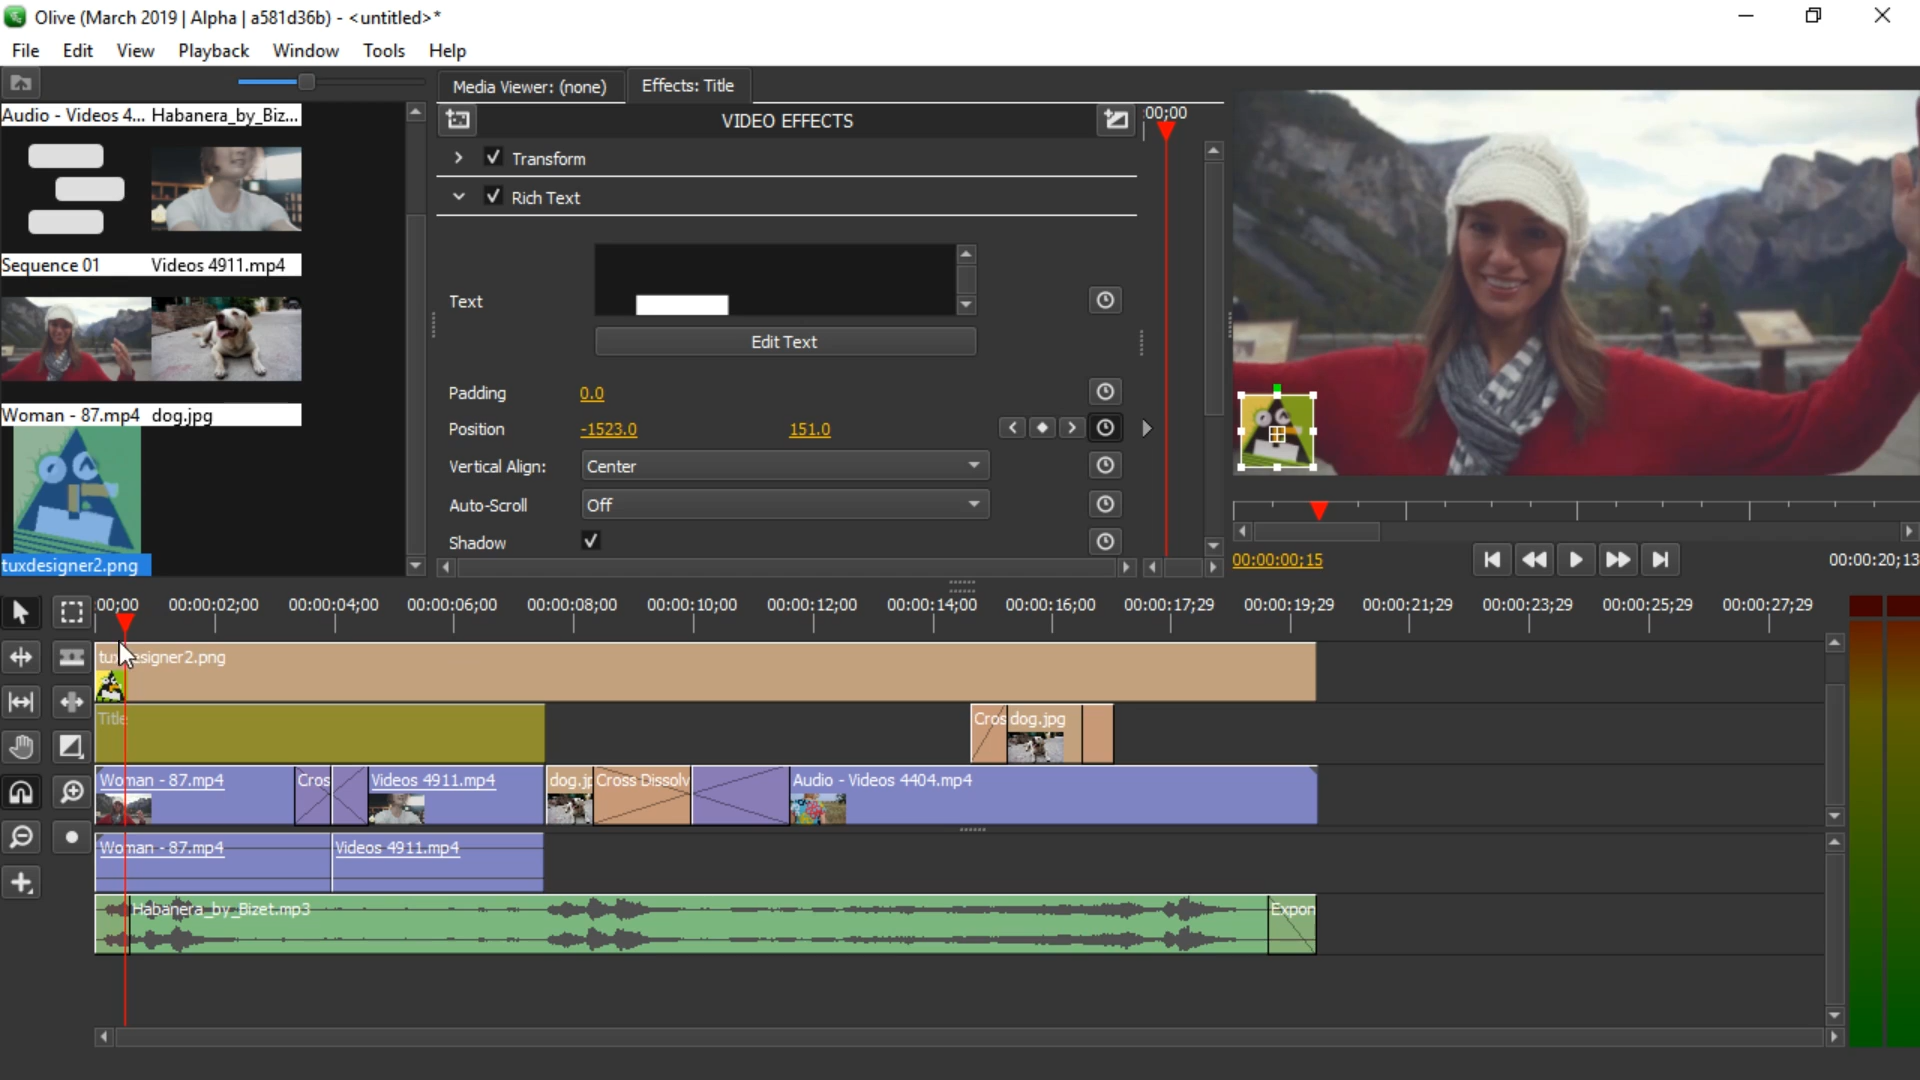 Olive (March 2019 | Alpha | a581d36b) - <untitled>*
File Edit View Playback Window Tools Help
Media Viewer: (none) Effects: Title
Audio - Videos 4... Habanera_by_Biz...
VIDEO EFFECTS
:00;00
Transform
Rich Text
Sequence 01 Videos 4911.mp4
Text
Edit Text
Woman - 87.mp4 dog.jpg
Padding 0.0
Position -1523.0 151.0
Vertical Align: Center
Auto-Scroll Off
Shadow
tuxdesigner2.png
00:00:00;15 00:00:20;13
:00;00 00:00:02;00 00:00:04;00 00:00:06;00 00:00:08;00 00:00:10;00 00:00:12;00 00:00:14;00 00:00:16;00 00:00:17;29 00:00:19;29 00:00:21;29 00:00:23;29 00:00:25;29 00:00:27;29
esigner2.png
Title
Cros dog.jpg
Woman - 87.mp4 Cros Videos 4911.mp4 dog.jp Cross Dissolv Audio - Videos 4404.mp4
Woman - 87.mp4 Videos 4911.mp4
Habanera_by_Bizet.mp3 Expon